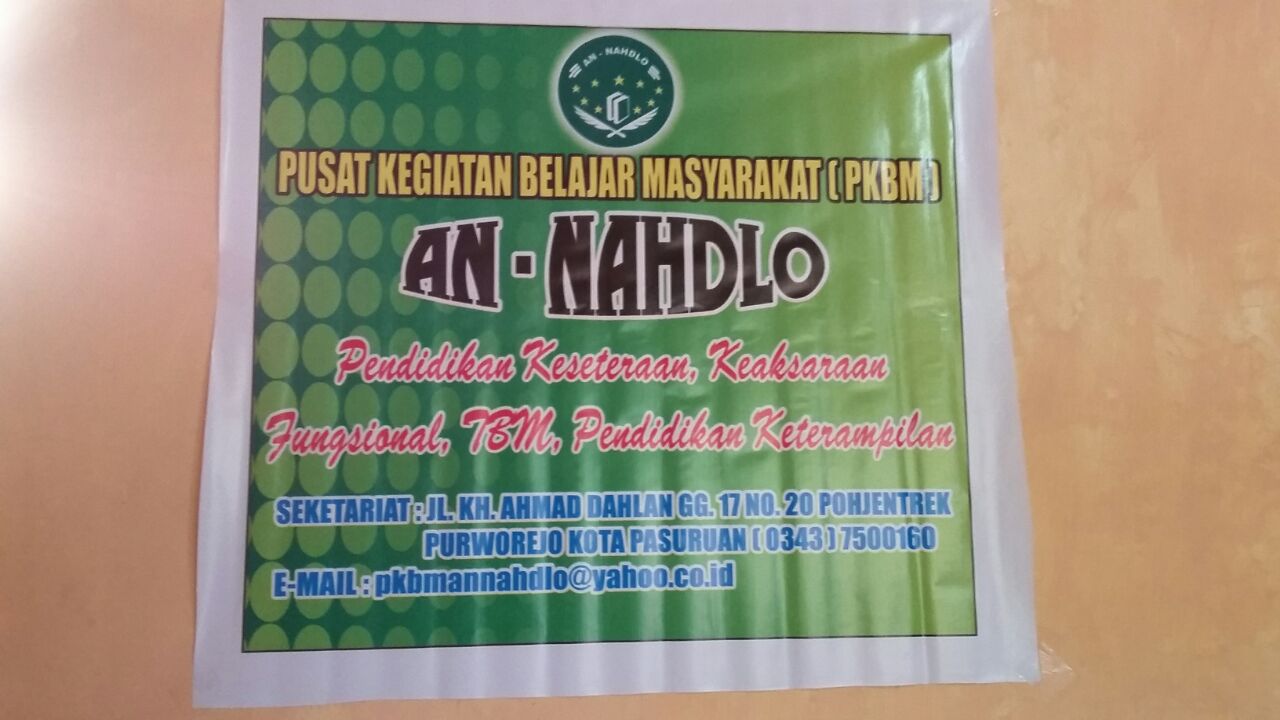 AN - NAHDLO
PUSAT KEGIATAN BELAJAR MASYARAKAT ( PKBM )
AN - NAHDLO
Pendidikan Keseteraan, Keaksaraan
Fungsional, TBM, Pendidikan Keterampilan
SEKETARIAT : JL. KH. AHMAD DAHLAN GG. 17 NO. 20 POHJENTREK
PURWOREJO KOTA PASURUAN ( 0343 ) 7500160
E-MAIL : pkbmannahdlo@yahoo.co.id